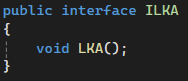 public interface ILKA
{
    void LKA();
}